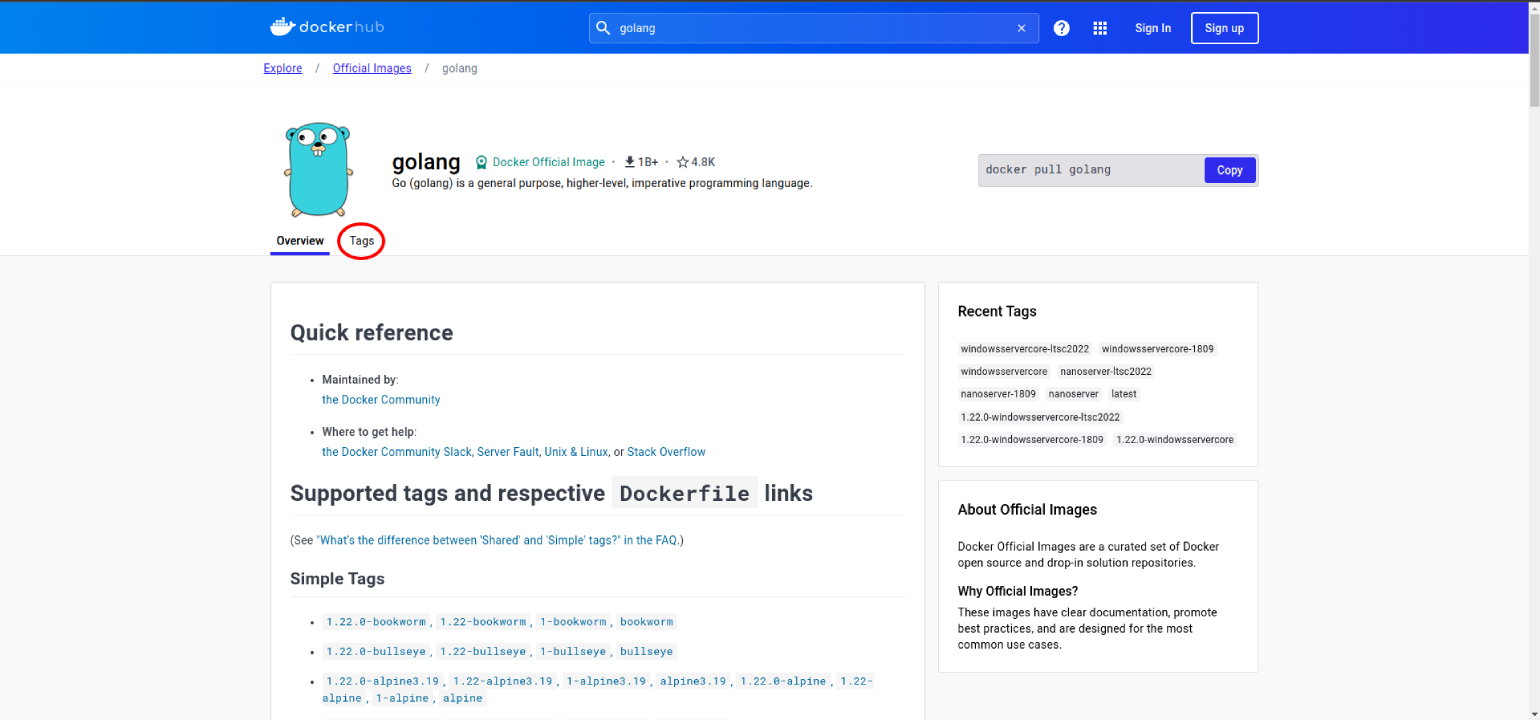 dockerhub
golang
Sign In
Sign up
Explore / Official Images / golang
golang Docker Official Image · 1B+ · 4.8K
Go (golang) is a general purpose, higher-level, imperative programming language.
docker pull golang
Copy
Overview
Tags
Quick reference
• Maintained by:
the Docker Community
• Where to get help:
the Docker Community Slack, Server Fault, Unix & Linux, or Stack Overflow
Supported tags and respective Dockerfile links
(See "What's the difference between 'Shared' and 'Simple' tags?" in the FAQ.)
Simple Tags
• 1.22.0-bookworm, 1.22-bookworm, 1-bookworm, bookworm
• 1.22.0-bullseye, 1.22-bullseye, 1-bullseye, bullseye
• 1.22.0-alpine3.19, 1.22-alpine3.19, 1-alpine3.19, alpine3.19, 1.22.0-alpine, 1.22-
alpine, 1-alpine, alpine
Recent Tags
windowsservercore-ltsc2022 windowsservercore-1809
windowsservercore nanoserver-ltsc2022
nanoserver-1809 nanoserver latest
1.22.0-windowsservercore-ltsc2022
1.22.0-windowsservercore-1809 1.22.0-windowsservercore
About Official Images
Docker Official Images are a curated set of Docker
open source and drop-in solution repositories.
Why Official Images?
These images have clear documentation, promote
best practices, and are designed for the most
common use cases.